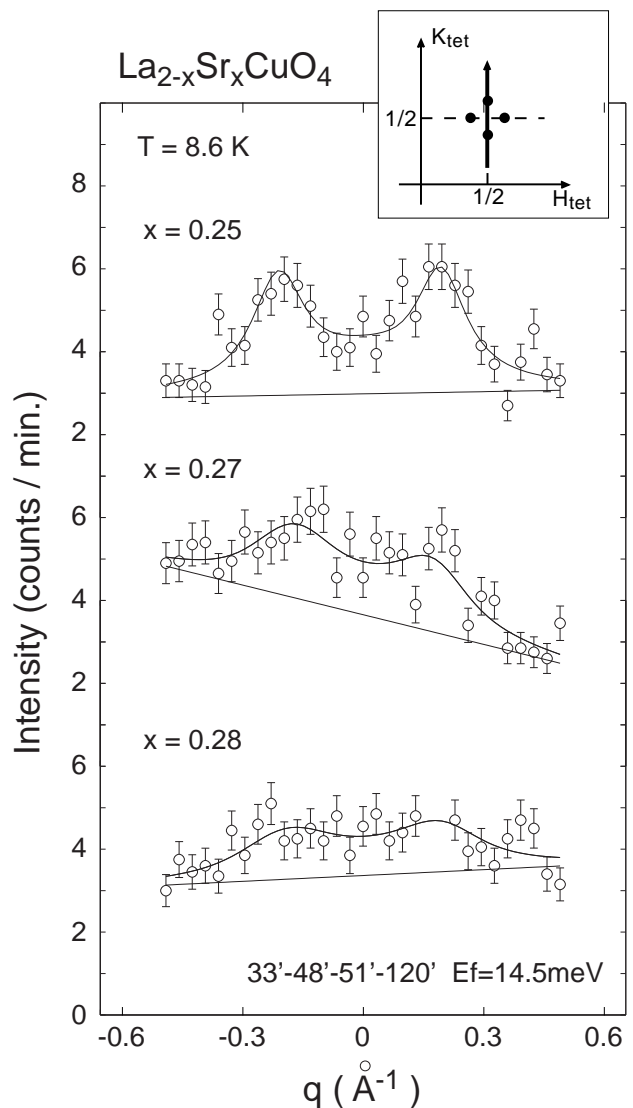 La2-xSrxCuO4
Ktet
1/2
1/2
Htet
T = 8.6 K
x = 0.25
x = 0.27
x = 0.28
33'-48'-51'-120' Ef=14.5meV
8
6
4
2
6
4
2
6
4
2
0
-0.6 -0.3 0 0.3 0.6
q ( Å-1 )
Intensity (counts / min.)